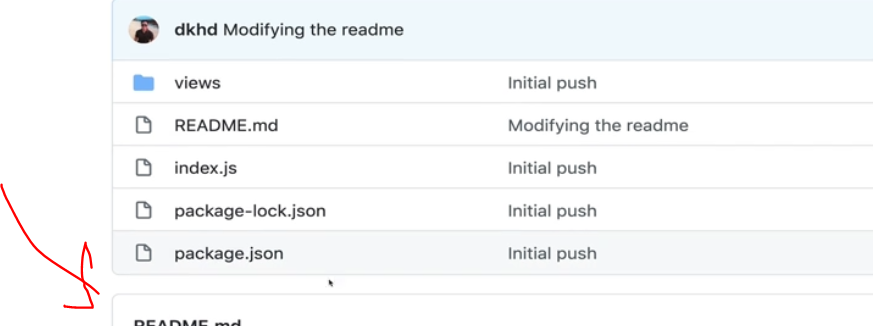 dkhd Modifying the readme
views Initial push
README.md Modifying the readme
index.js Initial push
package-lock.json Initial push
package.json Initial push
README.md